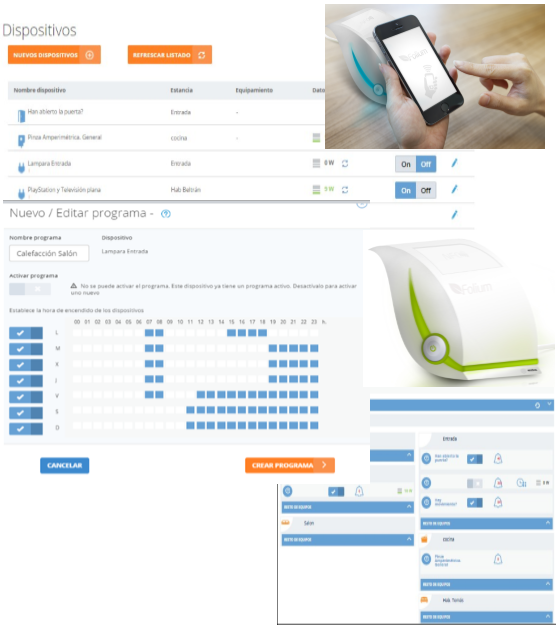 Dispositivos
NUEVOS DISPOSITIVOS
REFRESCAR LISTADO
Nombre dispositivo Estancia Equipamiento Dato
Han abierto la puerta? Entrada -
Pinza Amperimétrica. General cocina -
Lampara Entrada Entrada 0 W On Off
PlayStation y Televisión plana Hab Beltrán 0 W On Off
Nuevo / Editar programa -
Nombre programa Dispositivo
Calefacción Salón Lampara Entrada
Activar programa
No se puede activar el programa. Este dispositivo ya tiene un programa activo. Desactivalo para activar
uno nuevo
Establece la hora de encendido de los dispositivos
00 01 02 03 04 05 06 07 08 09 10 11 12 13 14 15 16 17 18 19 20 21 22 23 h.
L
M
X
J
V
S
D
CANCELAR
CREAR PROGRAMA
Entrada
Han abierto la
puerta?
0 W
Salón
cocina
Pinza
Amperimétrica.
General
Hab. Tomás